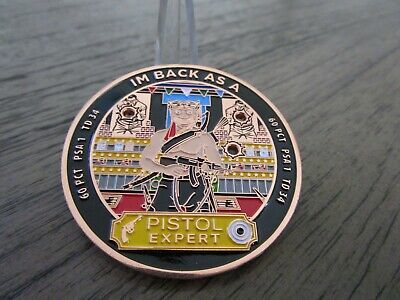 IM BACK AS A
60 PCT PSA 1 TD 34
60 PCT PSA 1 TD 34
PISTOL
EXPERT